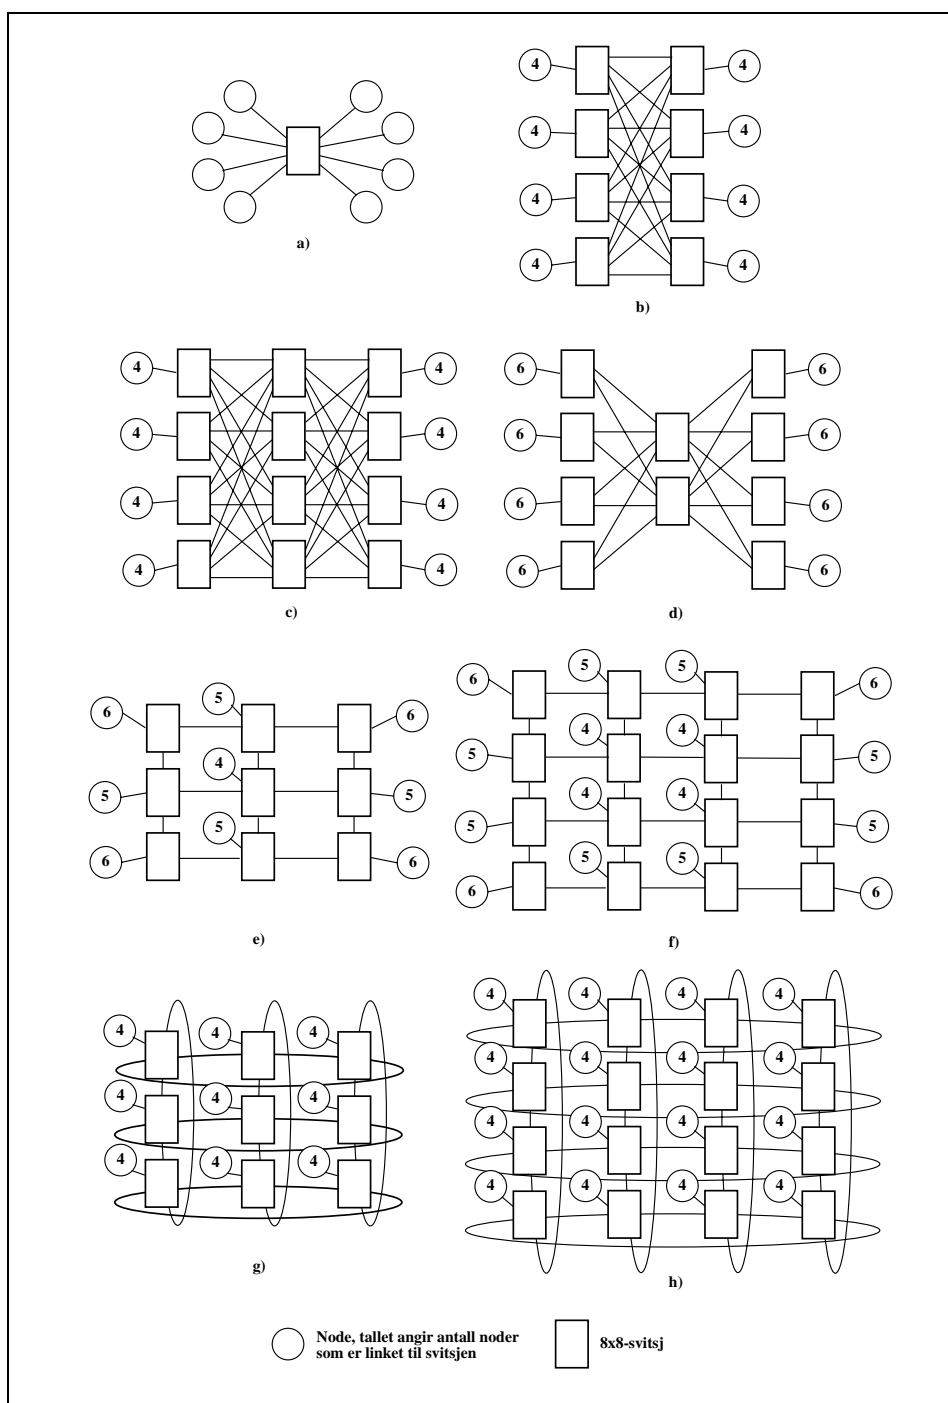 4 4
4 4
4 4
4 4
a)
b)
4 4 6 6
4 4 6 6
4 4 6 6
4 4 6 6
c) d)
6 5 6
5 4 5
6 5 6
e)
6 5 5 6
5 4 4 5
5 4 4 5
6 5 5 6
f)
4 4 4
4 4 4
4 4 4
g)
4 4 4 4
4 4 4 4
4 4 4 4
4 4 4 4
h)
Node, tallet angir antall noder
som er linket til svitsjen
8x8-svitsj